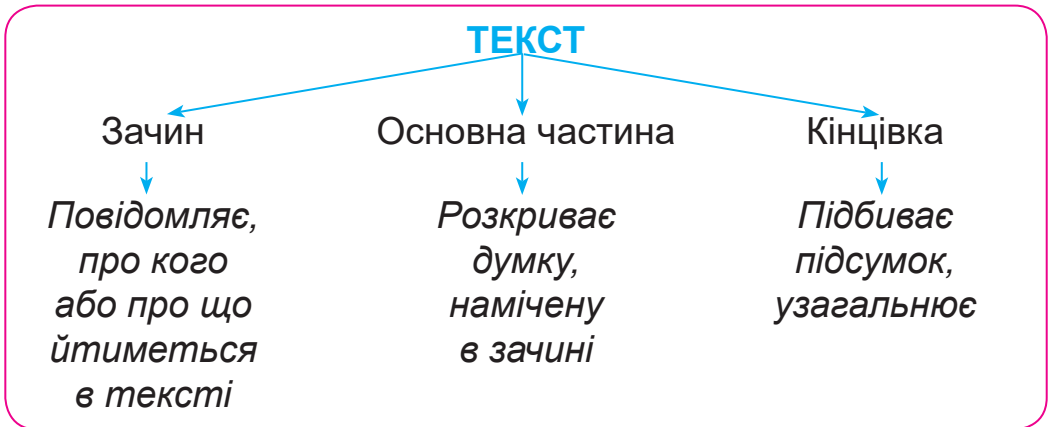 ТЕКСТ
Зачин
Повідомляє,
про кого
або про що
йтиметься
в тексті
Основна частина
Розкриває
думку,
намічену
в зачині
Кінцівка
Підбиває
підсумок,
узагальнює